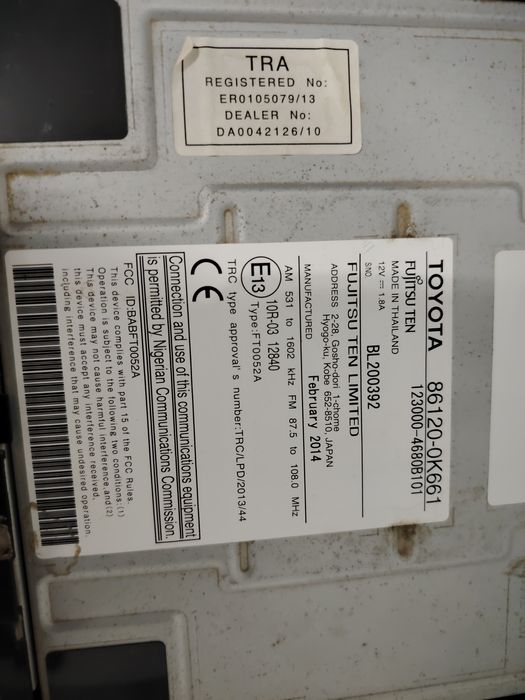 TRA
REGISTERED No:
ER0105079/13
DEALER No:
DA0042126/10
TOYOTA 86120-0K661
FUJITSU TEN 123000-4680B101
MADE IN THAILAND
12V ⎓ 1.8A
S/NO. BL200392
FUJITSU TEN LIMITED
ADDRESS 2-28, Gosho-dori 1-chome
Hyogo-ku, Kobe 652-8510, JAPAN
MANUFACTURED February 2014
AM 531 to 1602 kHz FM 87.5 to 108.0 MHz
E13 10R-03 12840
Type:FT0052A
TRC type approval's number:TRC/LPD/2013/44
CE
Connection and use of this communications equipment
is permitted by Nigerian Communications Commission.
FCC ID:BABFT0052A
This device complies with part 15 of the FCC Rules.
Operation is subject to the following two conditions:(1)
This device may not cause harmful interference,and(2)
this device must accept any interference received,
including interference that may cause undesired operation.